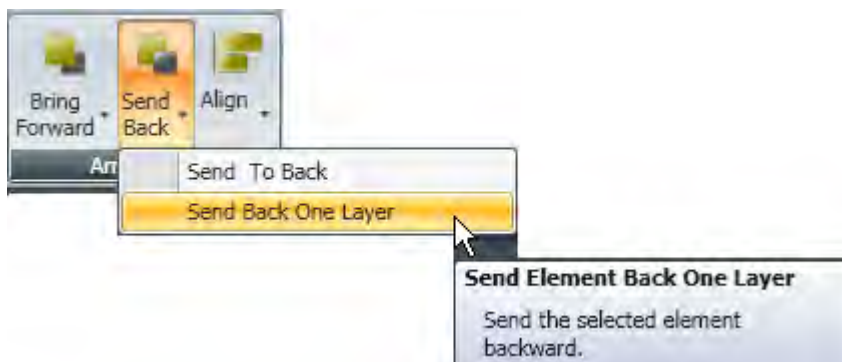 Bring
Forward
Send
Back
Align
Send To Back
Send Back One Layer
Send Element Back One Layer
Send the selected element
backward.